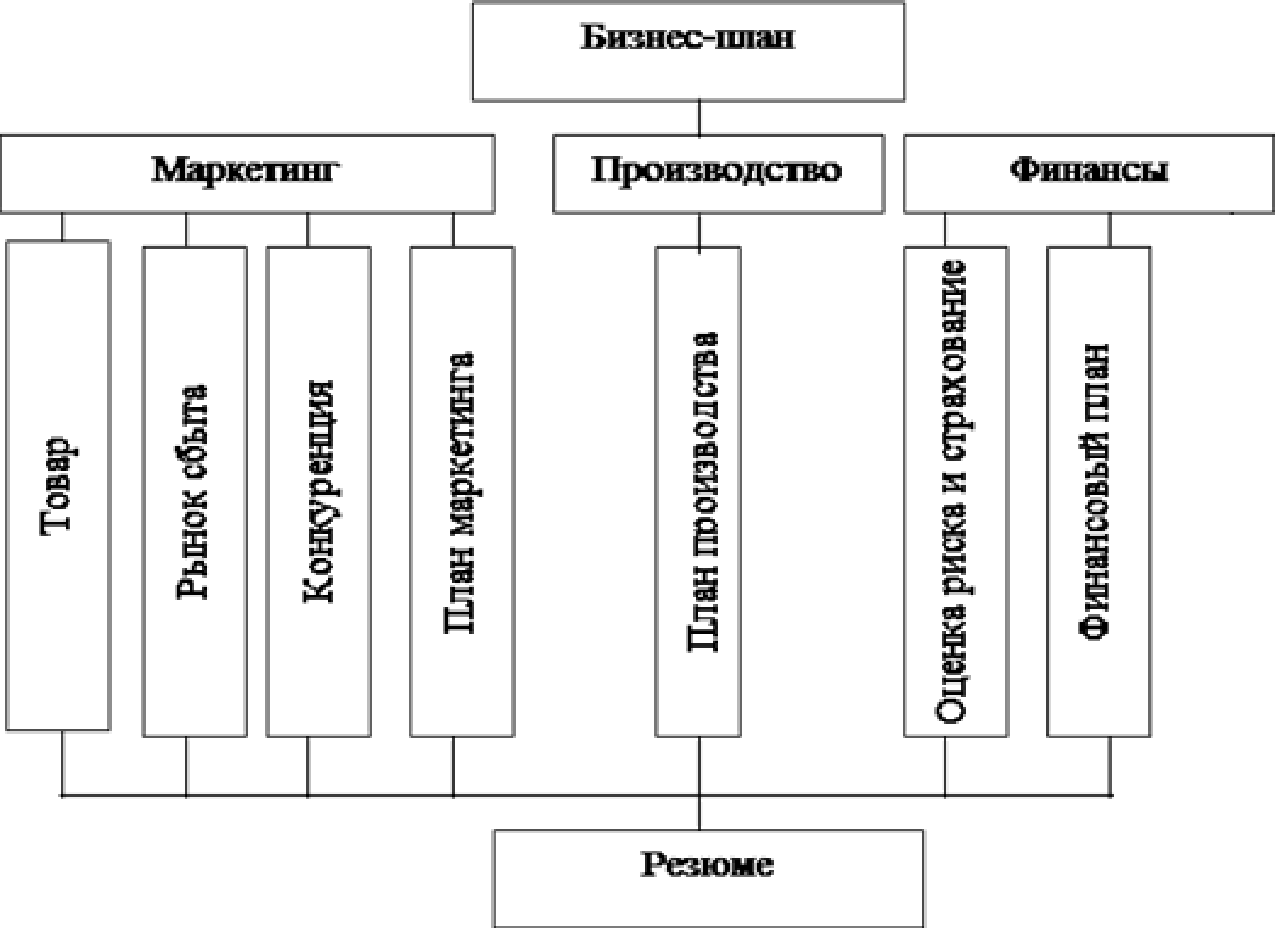 Бизнес-план
Маркетинг
Производство
Финансы
Товар
Рынок сбыта
Конкуренция
План маркетинга
План производства
Оценка риска и страхование
Финансовый план
Резюме